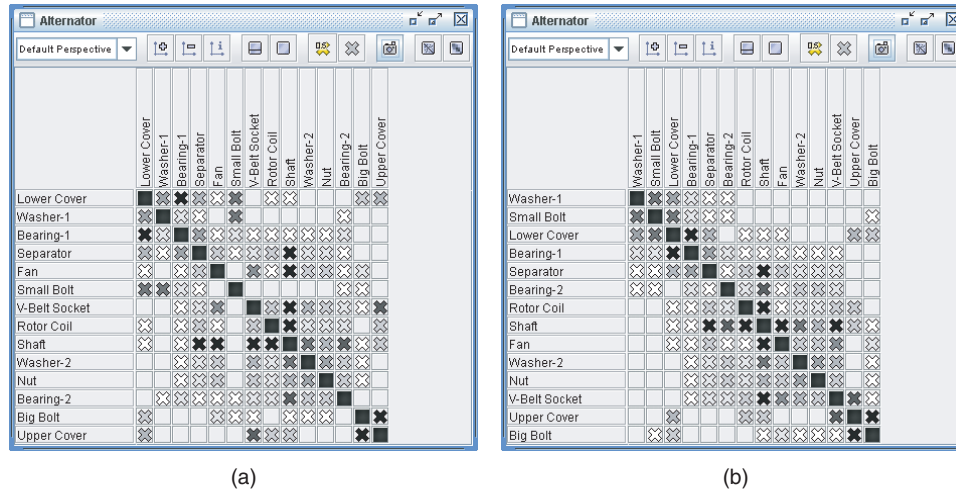 Alternator
Default Perspective
0.5
Lower Cover
Washer-1
Bearing-1
Separator
Fan
Small Bolt
V-Belt Socket
Rotor Coil
Shaft
Washer-2
Nut
Bearing-2
Big Bolt
Upper Cover
Lower Cover
Washer-1
Bearing-1
Separator
Fan
Small Bolt
V-Belt Socket
Rotor Coil
Shaft
Washer-2
Nut
Bearing-2
Big Bolt
Upper Cover
(a)
Alternator
Default Perspective
0.5
Washer-1
Small Bolt
Lower Cover
Bearing-1
Separator
Bearing-2
Rotor Coil
Shaft
Fan
Washer-2
Nut
V-Belt Socket
Upper Cover
Big Bolt
Washer-1
Small Bolt
Lower Cover
Bearing-1
Separator
Bearing-2
Rotor Coil
Shaft
Fan
Washer-2
Nut
V-Belt Socket
Upper Cover
Big Bolt
(b)